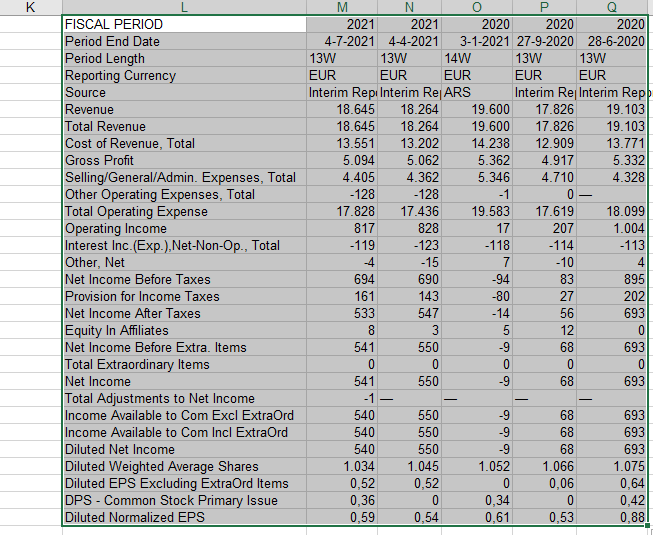 K L M N O P Q
FISCAL PERIOD 2021 2021 2020 2020 2020
Period End Date 4-7-2021 4-4-2021 3-1-2021 27-9-2020 28-6-2020
Period Length 13W 13W 14W 13W 13W
Reporting Currency EUR EUR EUR EUR EUR
Source Interim Rep Interim Re ARS Interim Re Interim Rep
Revenue 18.645 18.264 19.600 17.826 19.103
Total Revenue 18.645 18.264 19.600 17.826 19.103
Cost of Revenue, Total 13.551 13.202 14.238 12.909 13.771
Gross Profit 5.094 5.062 5.362 4.917 5.332
Selling/General/Admin. Expenses, Total 4.405 4.362 5.346 4.710 4.328
Other Operating Expenses, Total -128 -128 -1 0 —
Total Operating Expense 17.828 17.436 19.583 17.619 18.099
Operating Income 817 828 17 207 1.004
Interest Inc.(Exp.),Net-Non-Op., Total -119 -123 -118 -114 -113
Other, Net -4 -15 7 -10 4
Net Income Before Taxes 694 690 -94 83 895
Provision for Income Taxes 161 143 -80 27 202
Net Income After Taxes 533 547 -14 56 693
Equity In Affiliates 8 3 5 12 0
Net Income Before Extra. Items 541 550 -9 68 693
Total Extraordinary Items 0 0 0 0 0
Net Income 541 550 -9 68 693
Total Adjustments to Net Income -1 — — — —
Income Available to Com Excl ExtraOrd 540 550 -9 68 693
Income Available to Com Incl ExtraOrd 540 550 -9 68 693
Diluted Net Income 540 550 -9 68 693
Diluted Weighted Average Shares 1.034 1.045 1.052 1.066 1.075
Diluted EPS Excluding ExtraOrd Items 0,52 0,52 0 0,06 0,64
DPS - Common Stock Primary Issue 0,36 0 0,34 0 0,42
Diluted Normalized EPS 0,59 0,54 0,61 0,53 0,88